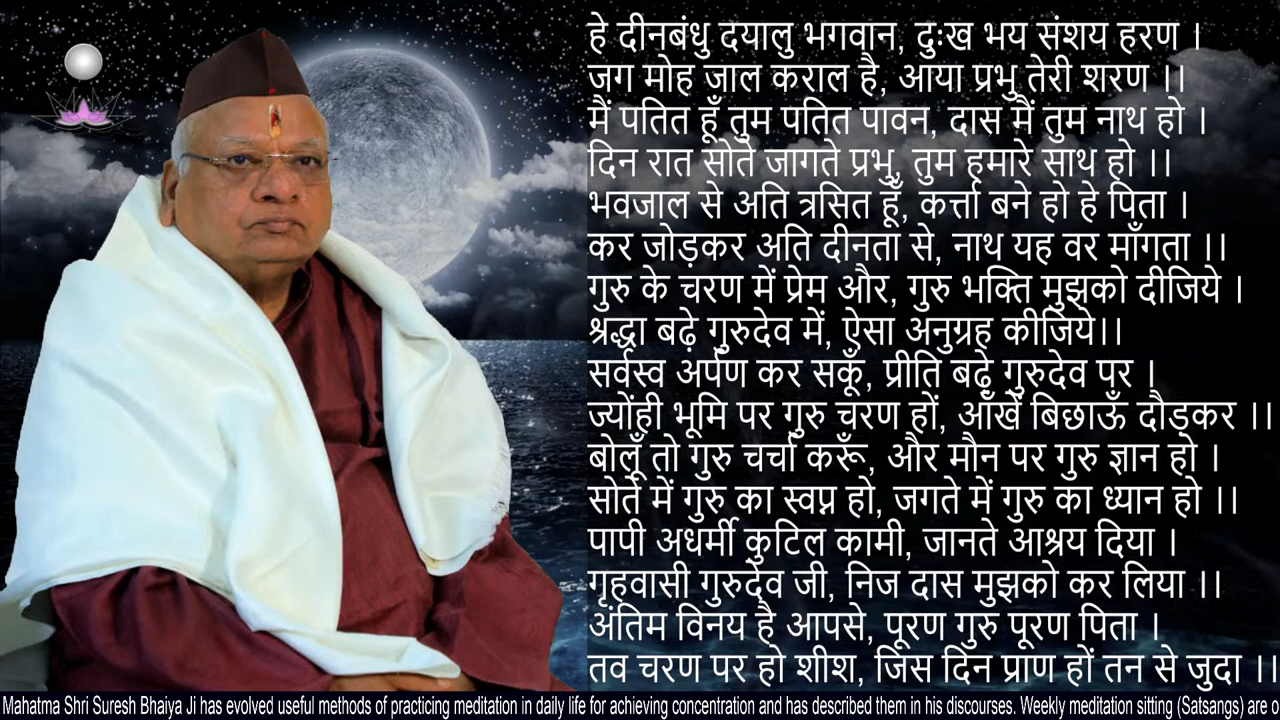 हे दीनबंधु दयालु भगवान, दुःख भय संशय हरण ।
जग मोह जाल कराल है, आया प्रभु तेरी शरण ।।
मैं पतित हूँ तुम पतित पावन, दास मैं तुम नाथ हो ।
दिन रात सोते जागते प्रभु, तुम हमारे साथ हो ।।
भवजाल से अति त्रसित हूँ, कर्त्ता बने हो हे पिता ।
कर जोड़कर अति दीनता से, नाथ यह वर माँगता ।।
गुरु के चरण में प्रेम और, गुरु भक्ति मुझको दीजिये ।
श्रद्धा बढ़े गुरुदेव में, ऐसा अनुग्रह कीजिये।।
सर्वस्व अर्पण कर सकूँ, प्रीति बढ़े गुरुदेव पर ।
ज्योंही भूमि पर गुरु चरण हों, आँखें बिछाऊँ दौड़कर ।।
बोलूँ तो गुरु चर्चा करूँ, और मौन पर गुरु ज्ञान हो ।
सोते में गुरु का स्वप्न हो, जगते में गुरु का ध्यान हो ।।
पापी अधर्मी कुटिल कामी, जानते आश्रय दिया ।
गृहवासी गुरुदेव जी, निज दास मुझको कर लिया ।।
अंतिम विनय है आपसे, पूरण गुरु पूरण पिता ।
तव चरण पर हो शीश, जिस दिन प्राण हों तन से जुदा ।।
Mahatma Shri Suresh Bhaiya Ji has evolved useful methods of practicing meditation in daily life for achieving concentration and has described them in his discourses. Weekly meditation sitting (Satsangs) are o